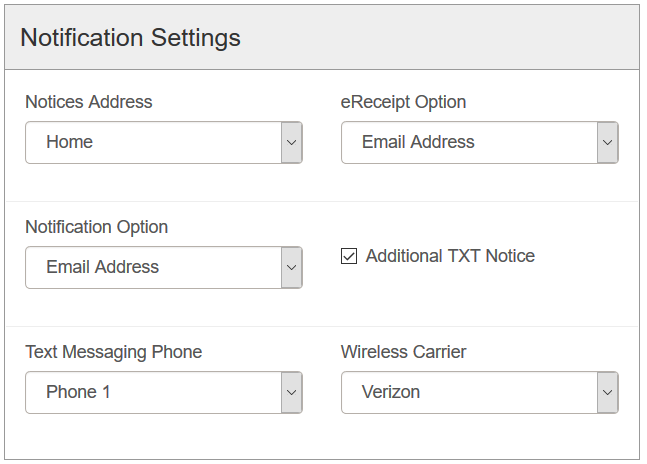 Notification Settings
Notices Address
eReceipt Option
Home
Email Address
Notification Option
Email Address
Additional TXT Notice
Text Messaging Phone
Wireless Carrier
Phone 1
Verizon